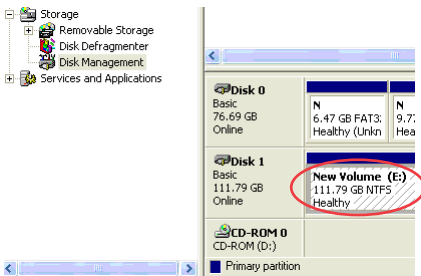 Storage
Removable Storage
Disk Defragmenter
Disk Management
Services and Applications
Disk 0
Basic
76.69 GB
Online
N
6.47 GB FAT32
Healthy (Unkn
N
9.77
Hea
Disk 1
Basic
111.79 GB
Online
New Volume (E:)
111.79 GB NTFS
Healthy
CD-ROM 0
CD-ROM (D:)
Primary partition